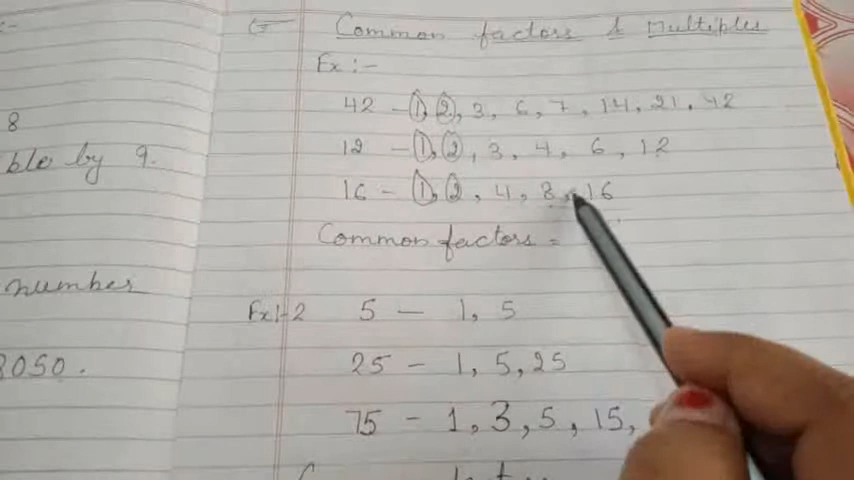 8
ble by 9.
number
8050.
Common factors & Multiples
Ex :-
42 - 1, 2, 3, 6, 7, 14, 21, 42
12 - 1, 2, 3, 4, 6, 12
16 - 1, 2, 4, 8, 16
Common factors =
Ex:-2 5 - 1, 5
25 - 1, 5, 25
75 - 1, 3, 5, 15,